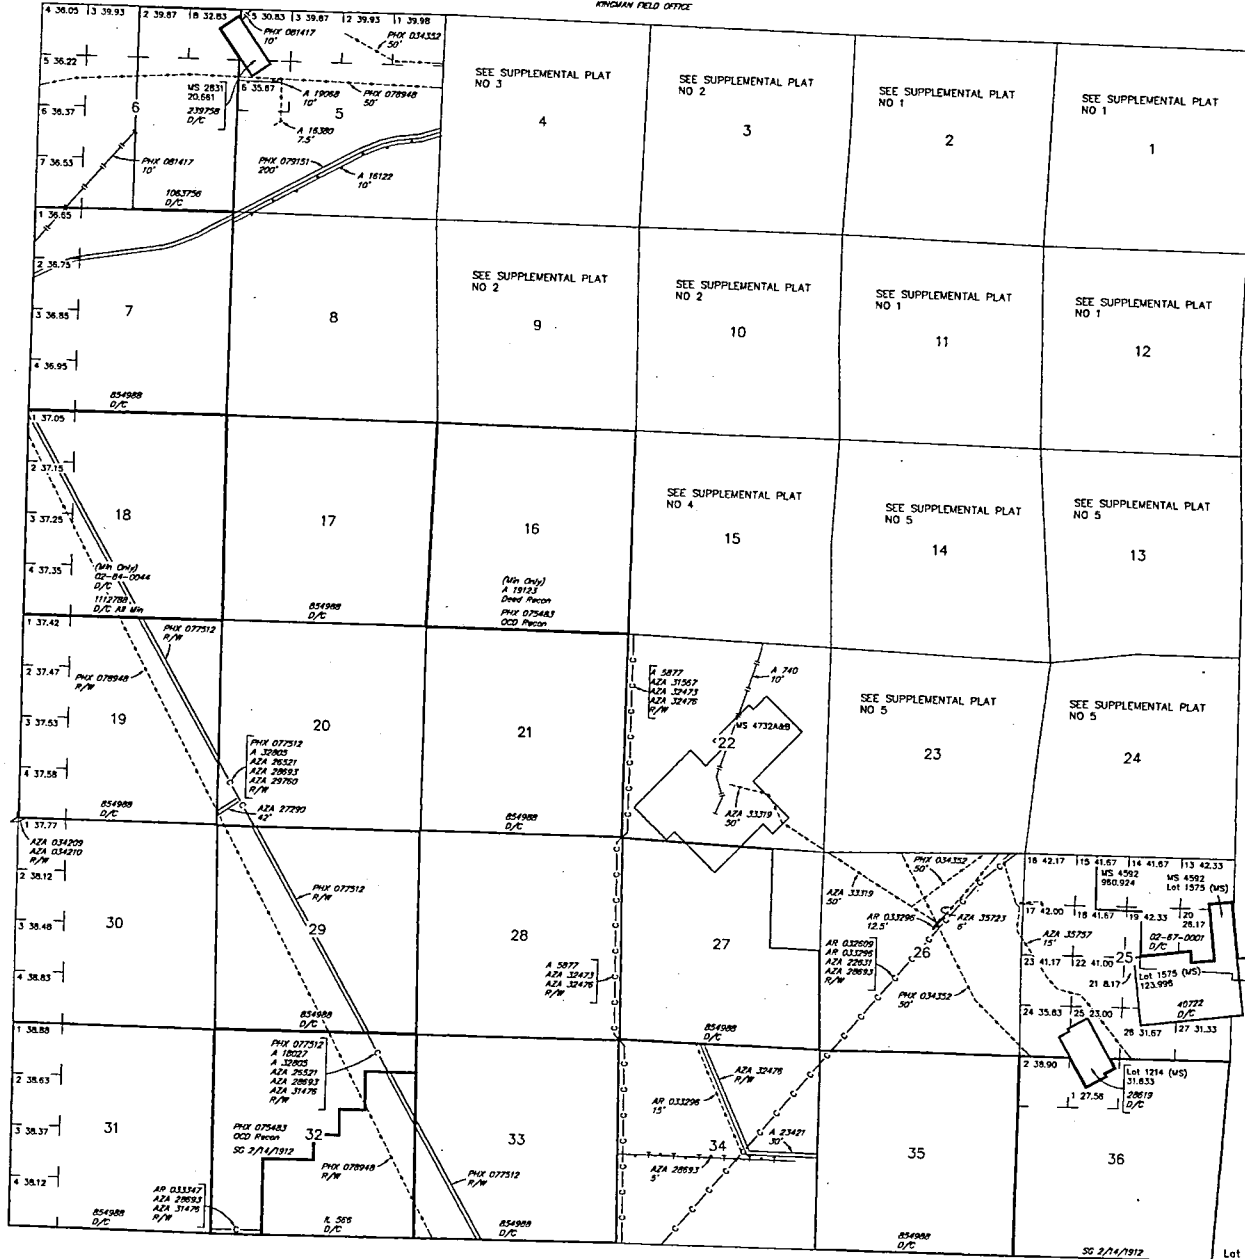 KINGMAN FIELD OFFICE
4 36.05
3 39.93
2 39.87
8 32.83
5 30.83
3 39.87
2 39.93
1 39.98
PHX 081417
10'
PHX 034352
50'
5 36.22
MS 2831
20.661
239758
D/C
6 35.87
A 19068
10'
PHX 078948
50'
6 36.37
6
5
A 16380
7.5'
7 36.53
PHX 081417
10'
PHX 079151
200'
A 16122
10'
1083756
D/C
SEE SUPPLEMENTAL PLAT
NO 3
4
SEE SUPPLEMENTAL PLAT
NO 2
3
SEE SUPPLEMENTAL PLAT
NO 1
2
SEE SUPPLEMENTAL PLAT
NO 1
1
1 36.65
2 36.75
3 36.85
4 36.95
7
854988
D/C
8
SEE SUPPLEMENTAL PLAT
NO 2
9
SEE SUPPLEMENTAL PLAT
NO 2
10
SEE SUPPLEMENTAL PLAT
NO 1
11
SEE SUPPLEMENTAL PLAT
NO 1
12
1 37.05
2 37.15
3 37.25
4 37.35
18
(Min Only)
02-84-0044
D/C
1112788
D/C All Min
17
854988
D/C
16
(Min Only)
A 19123
Deed Recon
PHX 075483
OCD Recon
SEE SUPPLEMENTAL PLAT
NO 4
15
SEE SUPPLEMENTAL PLAT
NO 5
14
SEE SUPPLEMENTAL PLAT
NO 5
13
1 37.42
2 37.47
3 37.53
4 37.58
PHX 077512
R/W
PHX 078948
R/W
19
854988
D/C
20
PHX 077512
A 32805
AZA 26521
AZA 28693
AZA 29760
R/W
AZA 27290
42'
21
854988
D/C
A 5877
AZA 31567
AZA 32473
AZA 32476
R/W
A 740
10'
MS 4732A&B
22
AZA 33319
50'
SEE SUPPLEMENTAL PLAT
NO 5
23
SEE SUPPLEMENTAL PLAT
NO 5
24
1 37.77
AZA 034209
AZA 034210
R/W
2 38.12
3 38.48
4 38.83
30
PHX 077512
R/W
29
854988
D/C
28
A 5877
AZA 32473
AZA 32476
R/W
27
854988
D/C
AZA 33319
50'
PHX 034352
50'
AR 033296
12.5'
AZA 35723
6'
AR 032609
AR 033296
AZA 22631
AZA 28693
R/W
26
PHX 034352
50'
16 42.17
15 41.67
14 41.67
13 42.33
MS 4592
960.924
MS 4592
Lot 1575 (MS)
17 42.00
18 41.67
19 42.33
20
28.17
AZA 35757
15'
02-67-0001
D/C
23 41.17
22 41.00
25
21 8.17
Lot 1575 (MS)
123.996
40722
D/C
24 35.83
25 23.00
26 31.67
27 31.33
1 38.88
2 38.63
3 38.37
4 38.12
31
854988
D/C
AR 033347
AZA 28693
AZA 31476
R/W
PHX 077512
A 18027
A 32805
AZA 26521
AZA 28693
AZA 31476
R/W
PHX 075483
OCD Recon
SG 2/14/1912
32
PHX 078948
R/W
IL 566
D/C
33
PHX 077512
R/W
854988
D/C
AZA 32476
R/W
AR 033296
15'
A 23421
30'
34
AZA 28693
5'
35
854988
D/C
2 38.90
1 27.56
Lot 1214 (MS)
31.633
28619
D/C
36
SG 2/14/1912
Lot